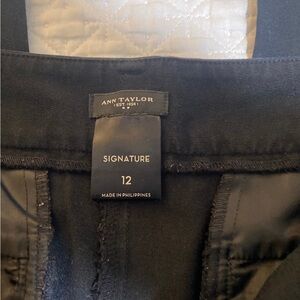 ANN TAYLOR
EST. 1954
SIGNATURE
12
MADE IN PHILIPPINES